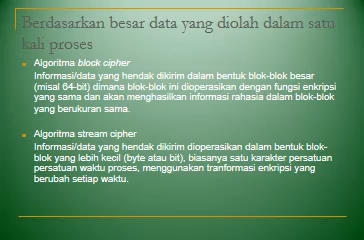 Berdasarkan besar data yang diolah dalam satu
kali proses
Algoritma block cipher
Informasi/data yang hendak dikirim dalam bentuk blok-blok besar
(misal 64-bit) dimana blok-blok ini dioperasikan dengan fungsi enkripsi
yang sama dan akan menghasilkan informasi rahasia dalam blok-blok
yang berukuran sama.
Algoritma stream cipher
Informasi/data yang hendak dikirim dioperasikan dalam bentuk blok-
blok yang lebih kecil (byte atau bit), biasanya satu karakter persatuan
persatuan waktu proses, menggunakan tranformasi enkripsi yang
berubah setiap waktu.